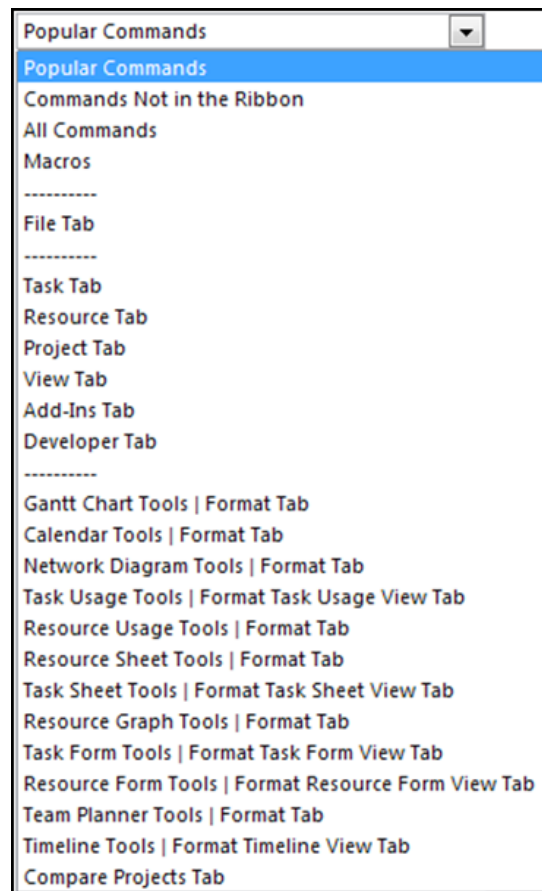 Popular Commands
Popular Commands
Commands Not in the Ribbon
All Commands
Macros
----------
File Tab
----------
Task Tab
Resource Tab
Project Tab
View Tab
Add-Ins Tab
Developer Tab
----------
Gantt Chart Tools | Format Tab
Calendar Tools | Format Tab
Network Diagram Tools | Format Tab
Task Usage Tools | Format Task Usage View Tab
Resource Usage Tools | Format Tab
Resource Sheet Tools | Format Tab
Task Sheet Tools | Format Task Sheet View Tab
Resource Graph Tools | Format Tab
Task Form Tools | Format Task Form View Tab
Resource Form Tools | Format Resource Form View Tab
Team Planner Tools | Format Tab
Timeline Tools | Format Timeline View Tab
Compare Projects Tab